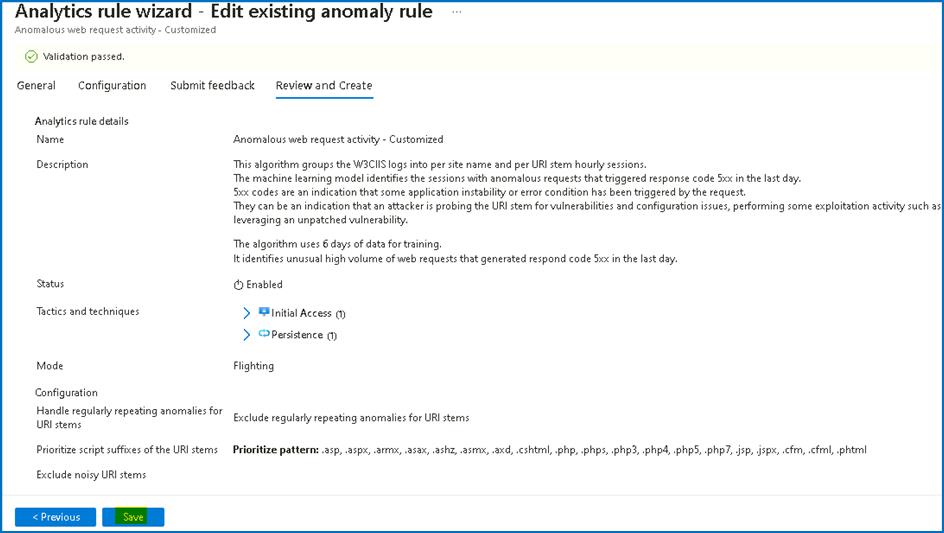 Analytics rule wizard - Edit existing anomaly rule ...
Anomalous web request activity - Customized
Validation passed.
General Configuration Submit feedback Review and Create
Analytics rule details
Name Anomalous web request activity - Customized
Description This algorithm groups the W3CIIS logs into per site name and per URI stem hourly sessions.
The machine learning model identifies the sessions with anomalous requests that triggered response code 5xx in the last day.
5xx codes are an indication that some application instability or error condition has been triggered by the request.
They can be an indication that an attacker is probing the URI stem for vulnerabilities and configuration issues, performing some exploitation activity such as
leveraging an unpatched vulnerability.
The algorithm uses 6 days of data for training.
It identifies unusual high volume of web requests that generated respond code 5xx in the last day.
Status Enabled
Tactics and techniques Initial Access (1)
Persistence (1)
Mode Flighting
Configuration
Handle regularly repeating anomalies for
URI stems Exclude regularly repeating anomalies for URI stems
Prioritize script suffixes of the URI stems Prioritize pattern: .asp, .aspx, .armx, .asax, .ashz, .asmx, .axd, .cshtml, .php, .phps, .php3, .php4, .php5, .php7, .jsp, .jspx, .cfm, .cfml, .phtml
Exclude noisy URI stems
< Previous Save